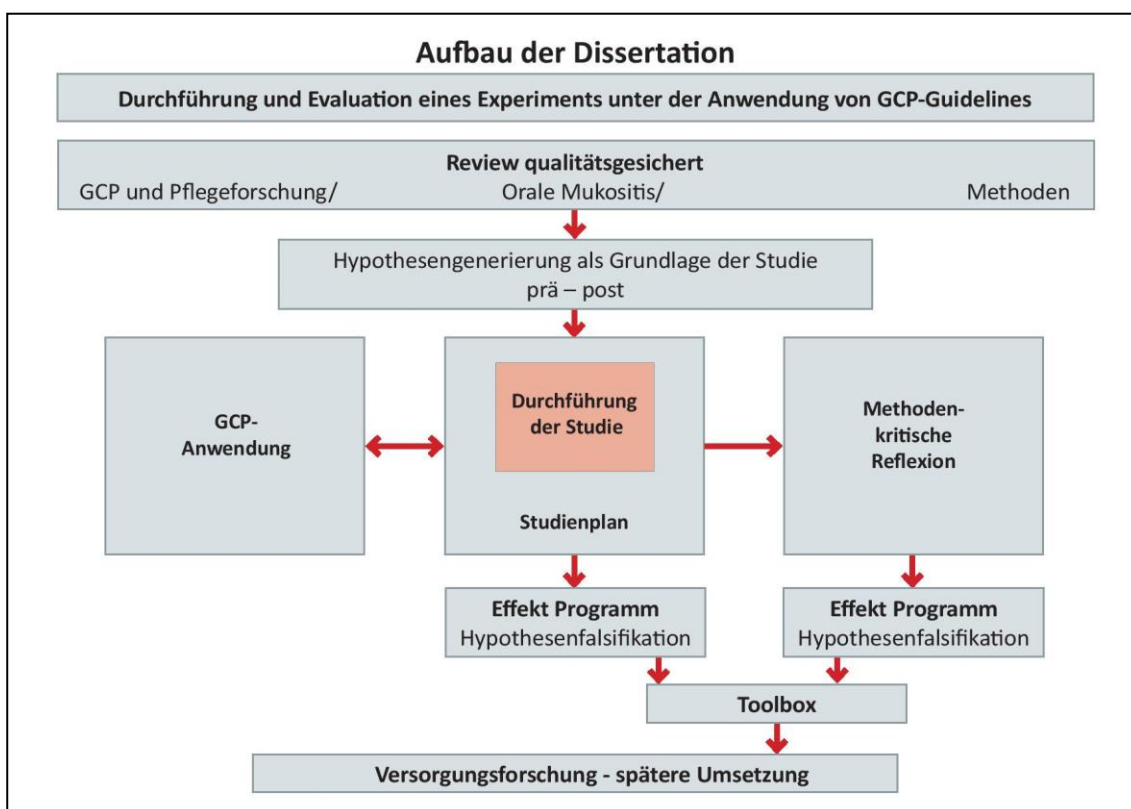 Aufbau der Dissertation
Durchführung und Evaluation eines Experiments unter der Anwendung von GCP-Guidelines
Review qualitätsgesichert
GCP und Pflegeforschung/ Orale Mukositis/ Methoden
Hypothesengenerierung als Grundlage der Studie
prä – post
GCP-
Anwendung
Durchführung
der Studie
Studienplan
Methoden-
kritische
Reflexion
Effekt Programm
Hypothesenfalsifikation
Effekt Programm
Hypothesenfalsifikation
Toolbox
Versorgungsforschung - spätere Umsetzung